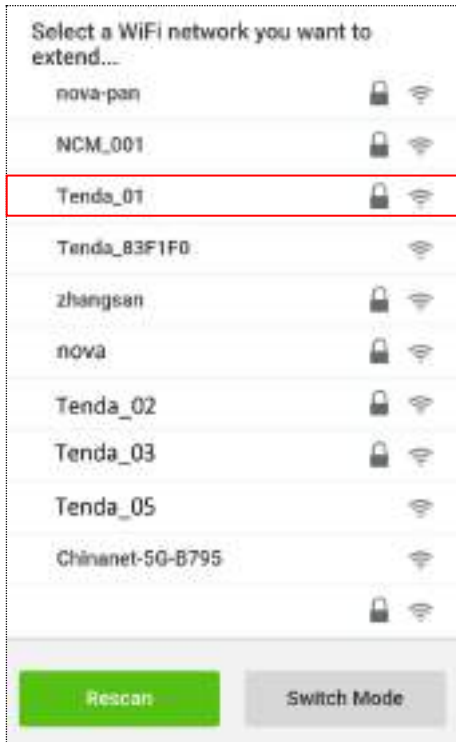 Select a WiFi network you want to
extend...
nova-pan
NCM_001
Tenda_01
Tenda_83F1F0
zhangsan
nova
Tenda_02
Tenda_03
Tenda_05
Chinanet-5G-B795
Rescan
Switch Mode